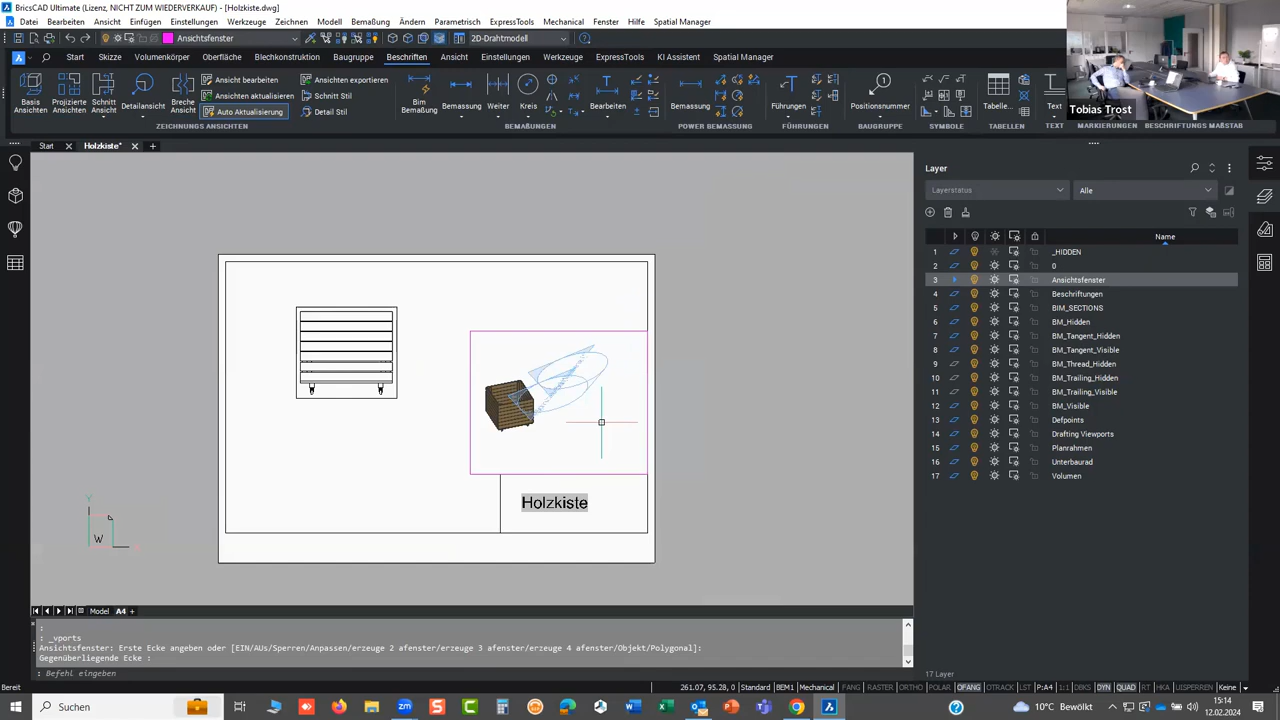 BricsCAD Ultimate (Lizenz, NICHT ZUM WIEDERVERKAUF) - [Holzkiste.dwg]
Datei Bearbeiten Ansicht Einfügen Einstellungen Werkzeuge Zeichnen Modell Bemaßung Ändern Parametrisch ExpressTools Mechanical Fenster Hilfe Spatial Manager
Ansichtsfenster 2D-Drahtmodell
Start Skizze Volumenkörper Oberfläche Blechkonstruktion Baugruppe Beschriften Ansicht Einstellungen Werkzeuge ExpressTools KI Assistent Spatial Manager
Basis Ansichten
Projizierte Ansichten
Schnitt Ansicht
Detailansicht
Breche Ansicht
Ansicht bearbeiten
Ansichten aktualisieren
Auto Aktualisierung
Ansichten exportieren
Schnitt Stil
Detail Stil
Bim Anfügen
Bemassung
Weiter
Kreis
Bearbeiten
Bemassung
Führungen
Positionsnummer
Tabelle...
Text
Tobias Trost
ZEICHNUNGS ANSICHTEN BEMAßUNGEN POWER BEMASSUNG FÜHRUNGEN BAUGRUPPE SYMBOLE TABELLEN TEXT MARKIERUNGEN BESCHRIFTUNGS MAßSTAB
Start Holzkiste*
Layer
Layerstatus Alle
Name
1 _HIDDEN
2 0
3 Ansichtsfenster
4 Beschriftungen
5 BIM_SECTIONS
6 BM_Hidden
7 BM_Tangent_Hidden
8 BM_Tangent_Visible
9 BM_Thread_Hidden
10 BM_Trailing_Hidden
11 BM_Trailing_Visible
12 BM_Visible
13 Defpoints
14 Drafting Viewports
15 Planrahmen
16 Unterbaurad
17 Volumen
Holzkiste
Y
W
Model A4 +
:
: _vports
Ansichtsfenster: Erste Ecke angeben oder [EIN/AUs/Sperren/Anpassen/erzeuge 2 afenster/erzeuge 3 afenster/erzeuge 4 afenster/Objekt/Polygonal]:
Gegenüberliegende Ecke :
: Befehl eingeben
17 Layer
Bereit
261.07, 95.28, 0 Standard BEM1 Mechanical FANG RASTER ORTHO POLAR OFANG OTRACK LST P:A4 1:1 DBKS DYN QUAD RT HKA UISPERREN Keine
Suchen
10°C Bewölkt
15:14
12.02.2024